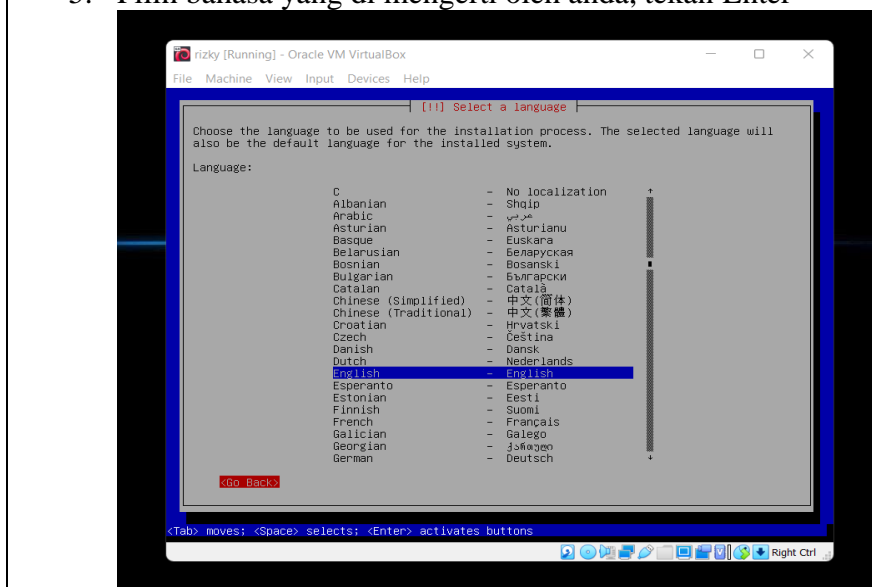 Pilih bahasa yang di mengerti oleh anda, tekan Enter
rizky [Running] - Oracle VM VirtualBox
File Machine View Input Devices Help
[!!] Select a language
Choose the language to be used for the installation process. The selected language will
also be the default language for the installed system.
Language:
C - No localization
Albanian - Shqip
Arabic - عربي
Asturian - Asturianu
Basque - Euskara
Belarusian - Беларуская
Bosnian - Bosanski
Bulgarian - Български
Catalan - Català
Chinese (Simplified) - 中文(简体)
Chinese (Traditional) - 中文(繁體)
Croatian - Hrvatski
Czech - Čeština
Danish - Dansk
Dutch - Nederlands
English - English
Esperanto - Esperanto
Estonian - Eesti
Finnish - Suomi
French - Français
Galician - Galego
Georgian - ქართული
German - Deutsch
<Go Back>
<Tab> moves; <Space> selects; <Enter> activates buttons
Right Ctrl